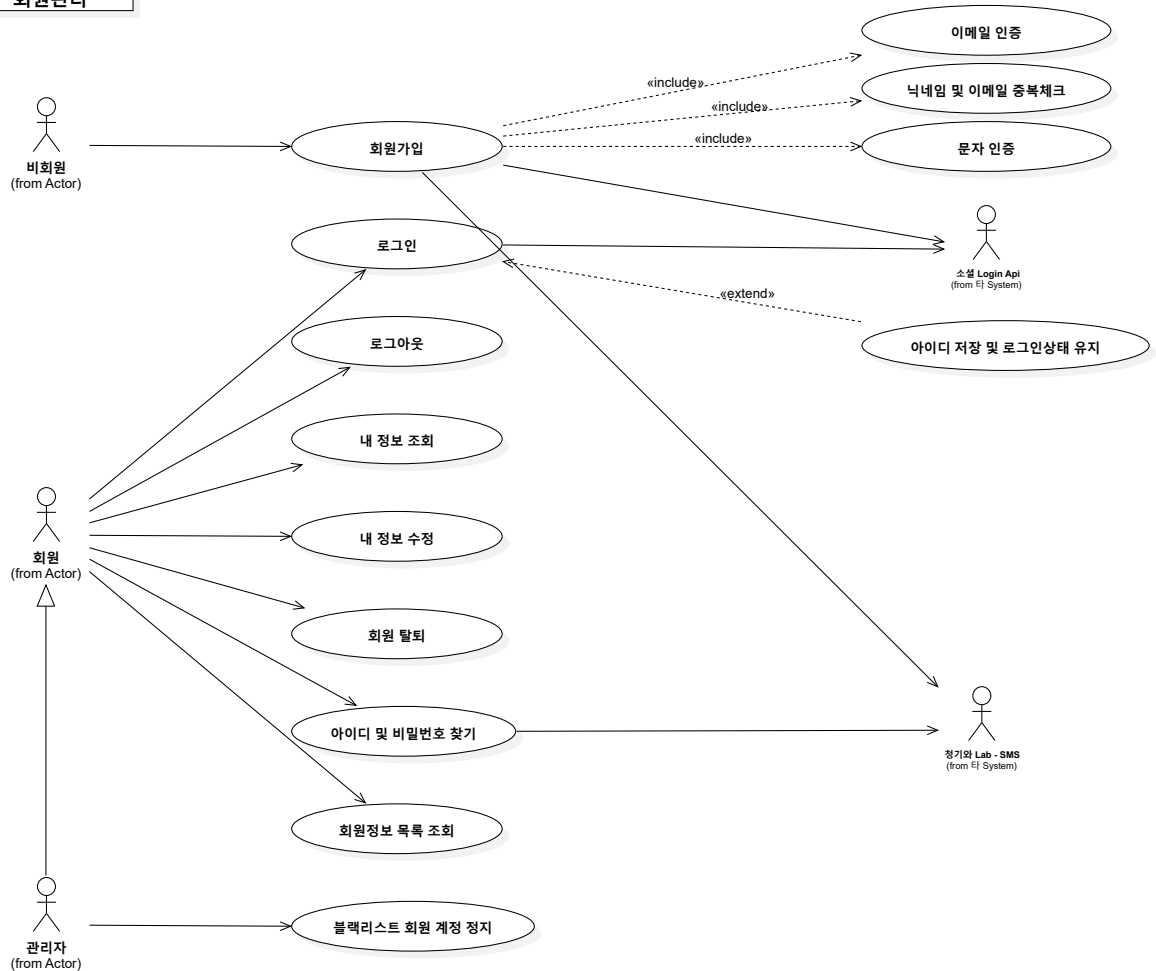 회원관리
이메일 인증
«include»
닉네임 및 이메일 중복체크
«include»
«include»
문자 인증
회원가입
비회원
(from Actor)
로그인
소셜 Login Api
(from 타 System)
«extend»
로그아웃
아이디 저장 및 로그인상태 유지
내 정보 조회
내 정보 수정
회원
(from Actor)
회원 탈퇴
아이디 및 비밀번호 찾기
청기와 Lab - SMS
(from 타 System)
회원정보 목록 조회
블랙리스트 회원 계정 정지
관리자
(from Actor)